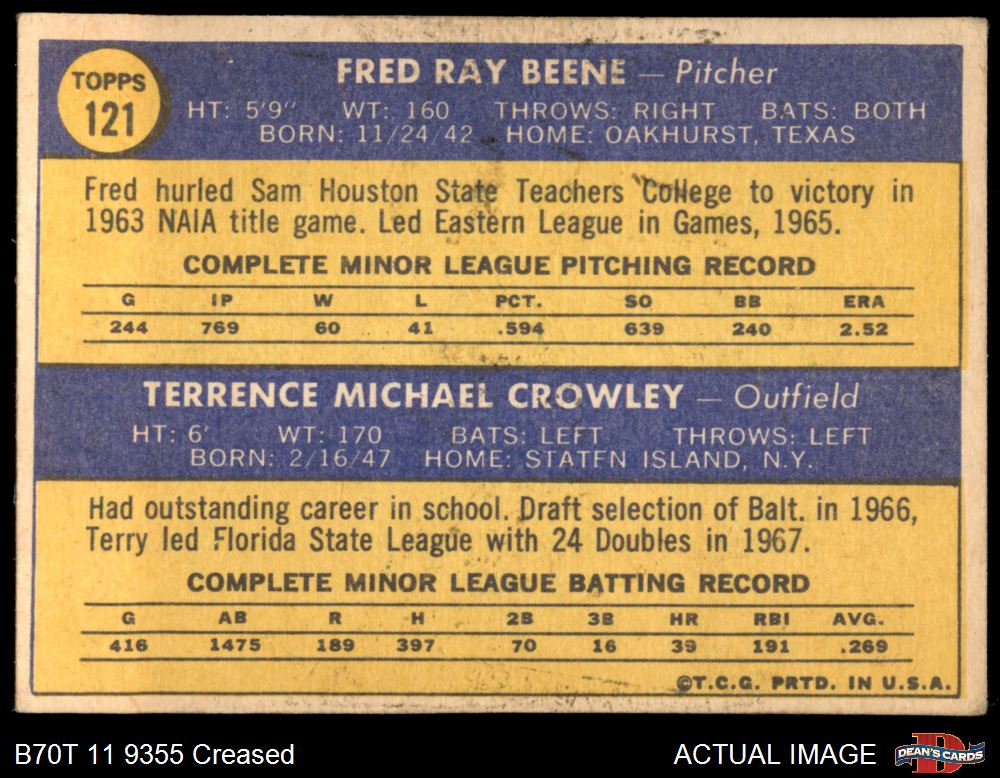 TOPPS
121
FRED RAY BEENE — Pitcher
HT: 5'9" WT: 160 THROWS: RIGHT BATS: BOTH
BORN: 11/24/42 HOME: OAKHURST, TEXAS
Fred hurled Sam Houston State Teachers College to victory in
1963 NAIA title game. Led Eastern League in Games, 1965.
COMPLETE MINOR LEAGUE PITCHING RECORD
G IP W L PCT. SO BB ERA
244 769 60 41 .594 639 240 2.52
TERRENCE MICHAEL CROWLEY — Outfield
HT: 6' WT: 170 BATS: LEFT THROWS: LEFT
BORN: 2/16/47 HOME: STATEN ISLAND, N.Y.
Had outstanding career in school. Draft selection of Balt. in 1966,
Terry led Florida State League with 24 Doubles in 1967.
COMPLETE MINOR LEAGUE BATTING RECORD
G AB R H 2B 3B HR RBI AVG.
416 1475 189 397 70 16 39 191 .269
©T.C.G. PRTD. IN U.S.A.
B70T 11 9355 Creased
ACTUAL IMAGE
DEAN'S CARDS